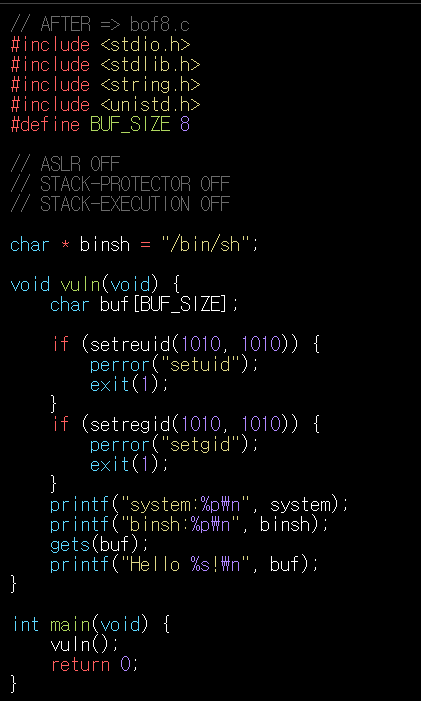 // AFTER => bof8.c
#include <stdio.h>
#include <stdlib.h>
#include <string.h>
#include <unistd.h>
#define BUF_SIZE 8
// ASLR OFF
// STACK-PROTECTOR OFF
// STACK-EXECUTION OFF
char * binsh = "/bin/sh";
void vuln(void) {
    char buf[BUF_SIZE];
    if (setreuid(1010, 1010)) {
        perror("setuid");
        exit(1);
    }
    if (setregid(1010, 1010)) {
        perror("setgid");
        exit(1);
    }
    printf("system:%p₩n", system);
    printf("binsh:%p₩n", binsh);
    gets(buf);
    printf("Hello %s!₩n", buf);
}
int main(void) {
    vuln();
    return 0;
}